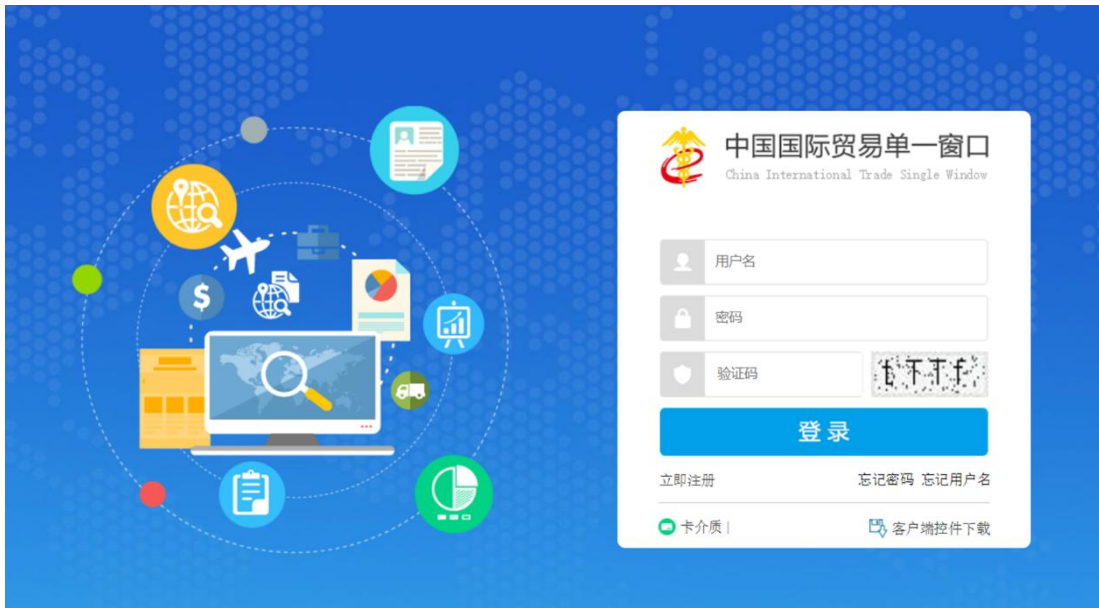 中国国际贸易单一窗口
China International Trade Single Window
用户名
密码
验证码
登录
立即注册 忘记密码 忘记用户名
卡介质 | 客户端控件下载